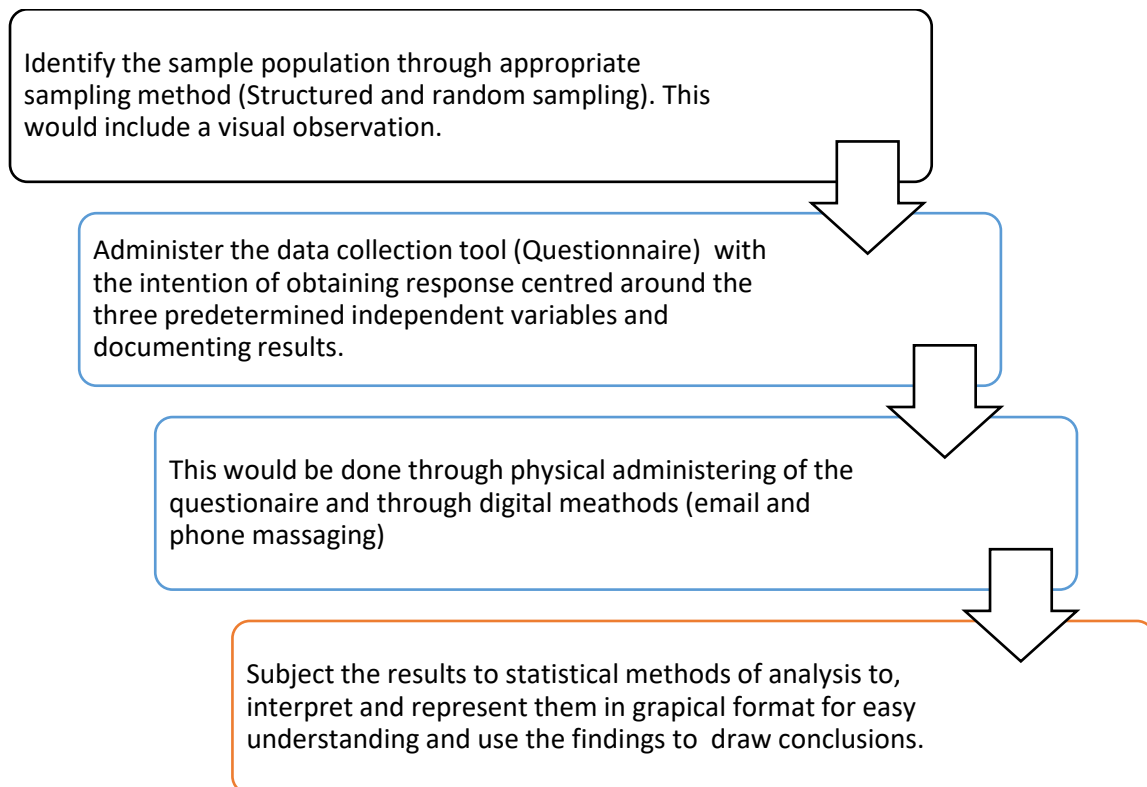 Identify the sample population through appropriate
sampling method (Structured and random sampling). This
would include a visual observation.
Administer the data collection tool (Questionnaire)  with
the intention of obtaining response centred around the
three predetermined independent variables and
documenting results.
This would be done through physical administering of the
questionaire and through digital meathods (email and
phone massaging)
Subject the results to statistical methods of analysis to,
interpret and represent them in grapical format for easy
understanding and use the findings to  draw conclusions.